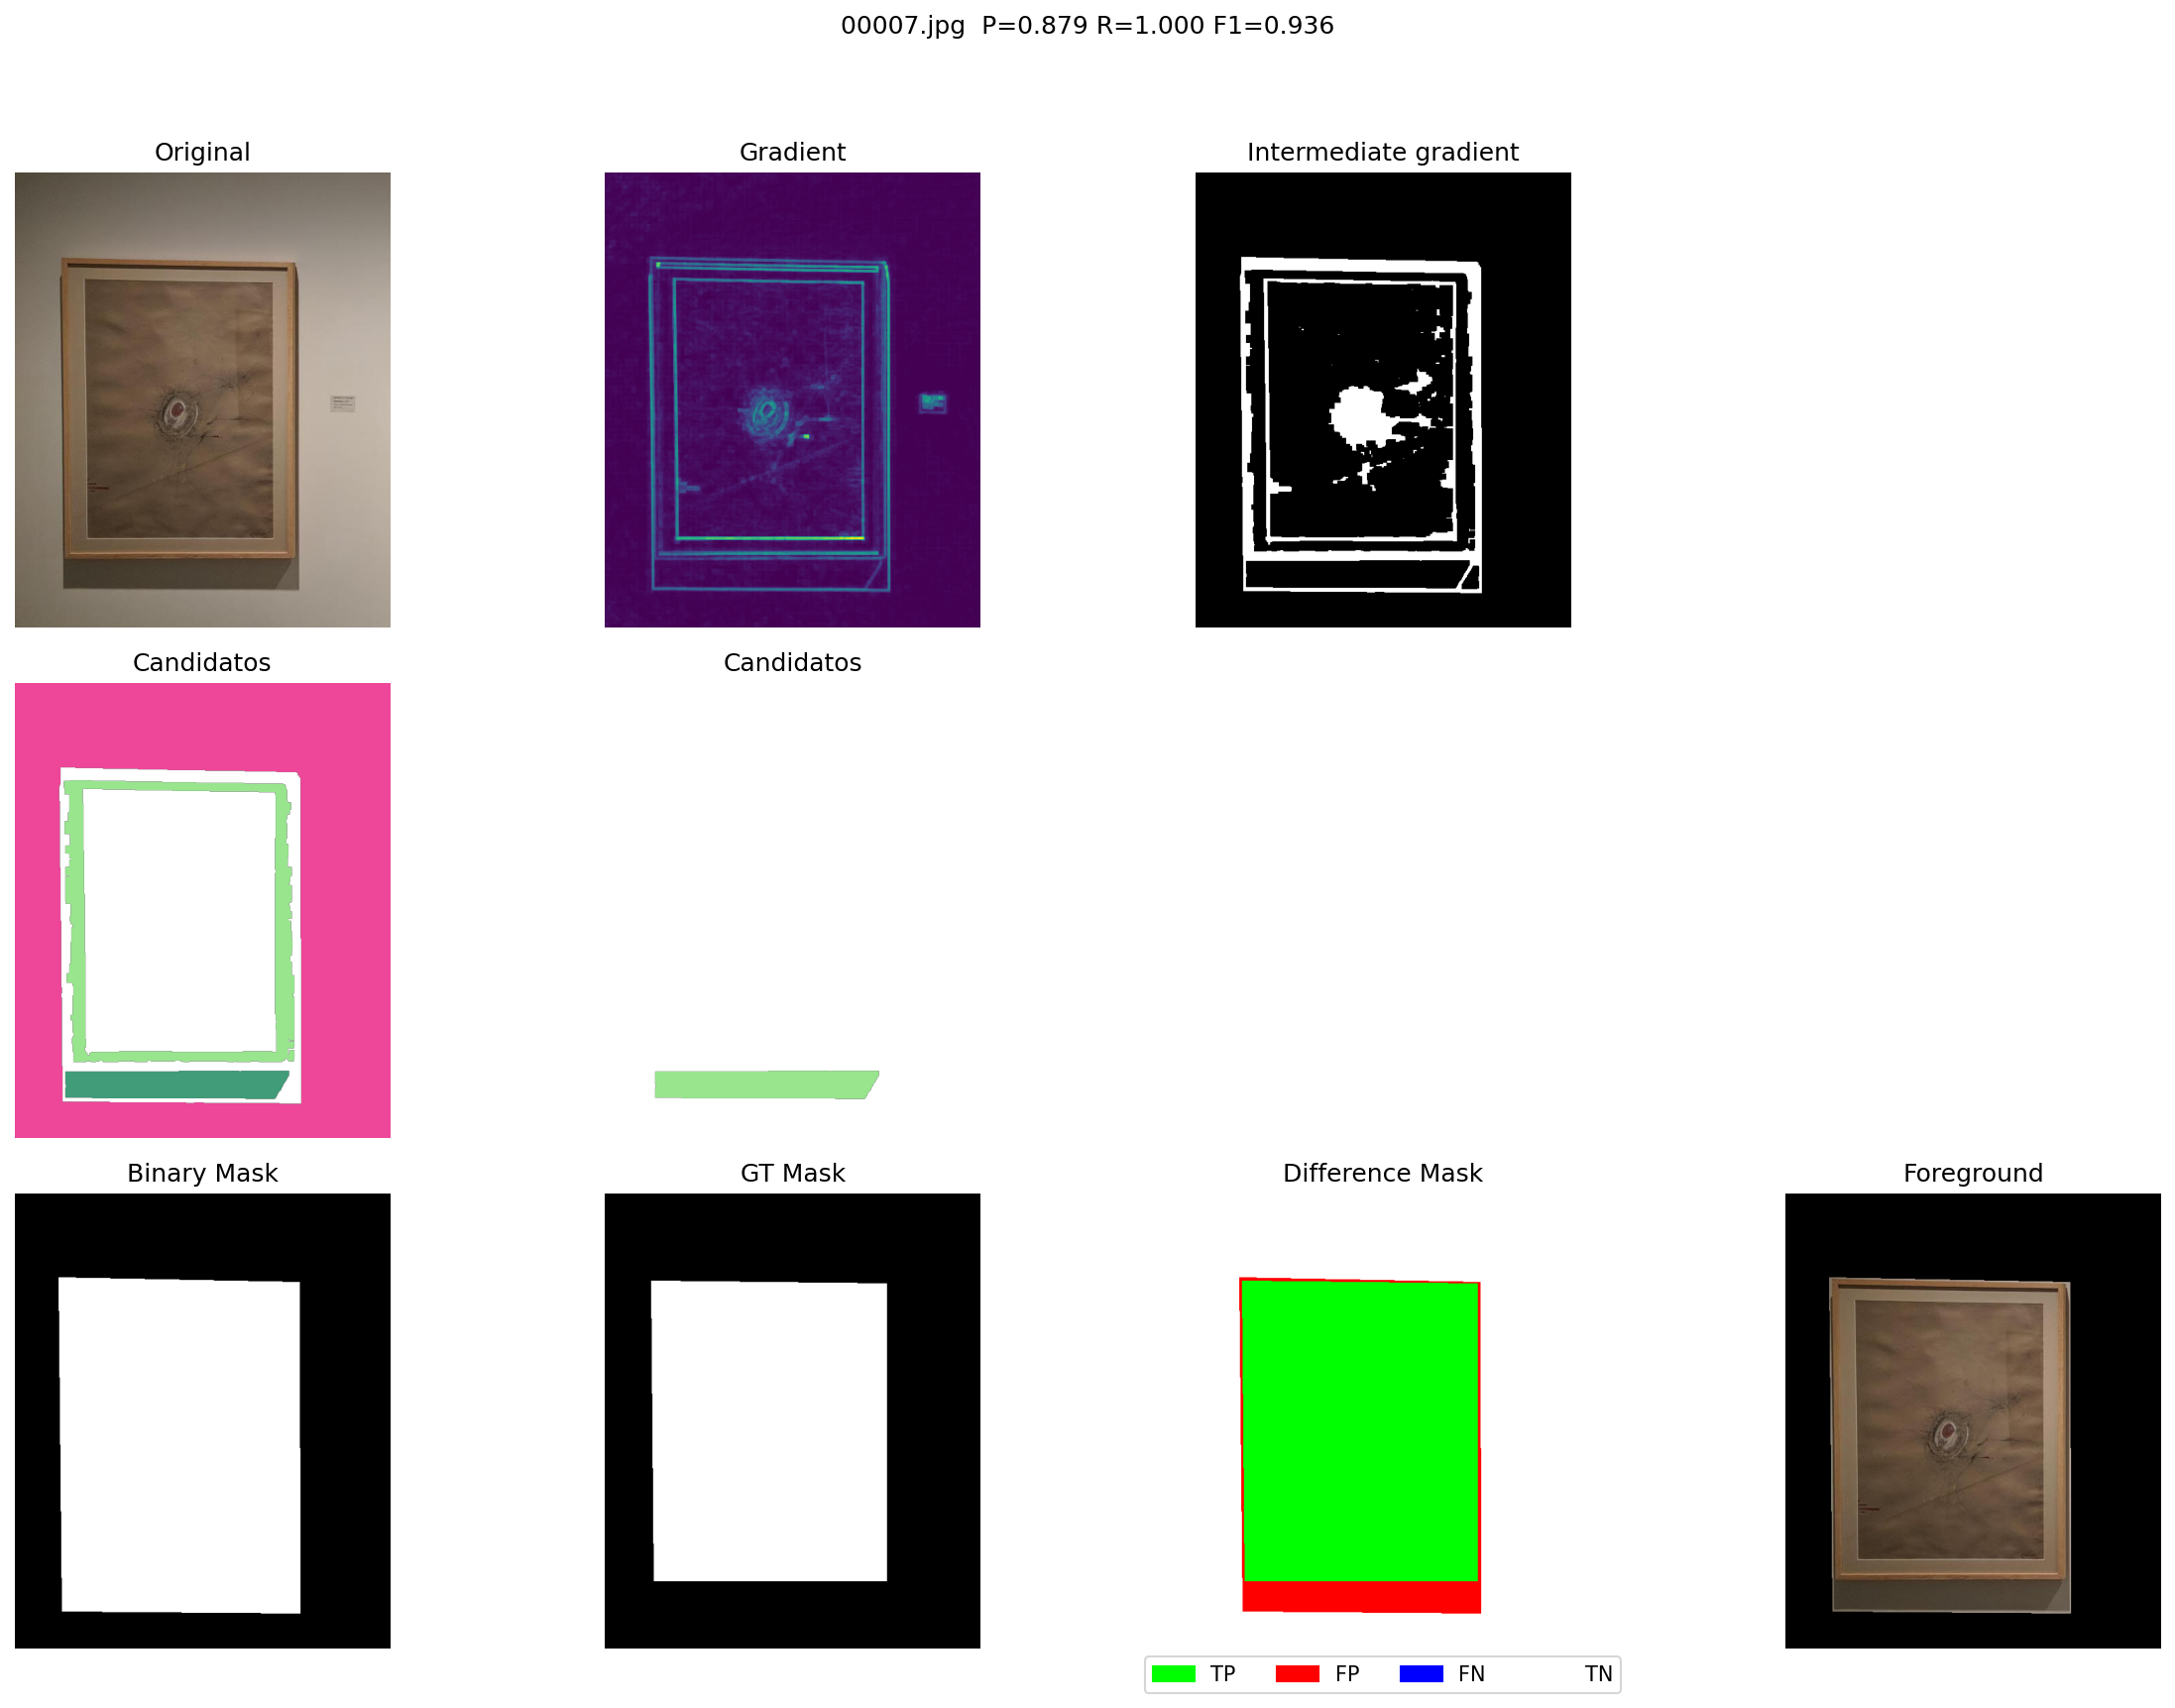 00007.jpg  P=0.879 R=1.000 F1=0.936
Original
Gradient
Intermediate gradient
Candidatos
Candidatos
Binary Mask
GT Mask
Difference Mask
Foreground
TP
FP
FN
TN